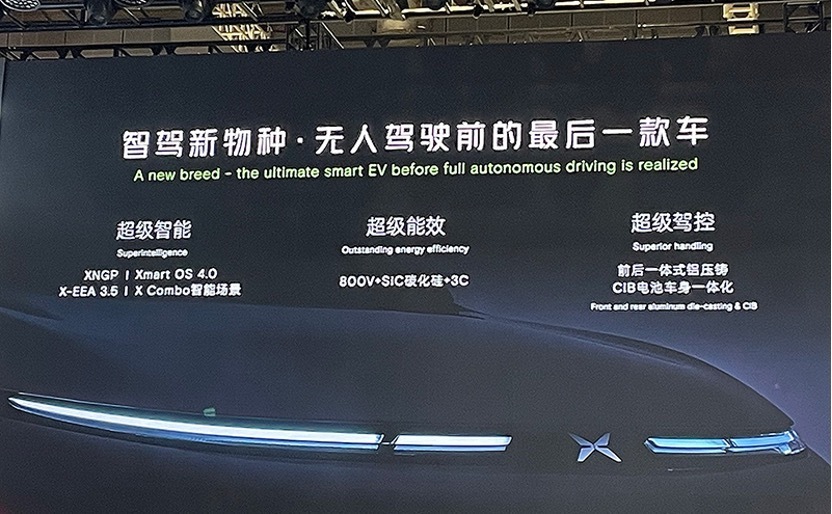 智驾新物种·无人驾驶前的最后一款车
A new breed - the ultimate smart EV before full autonomous driving is realized
超级智能
Superintelligence
XNGP | Xmart OS 4.0
X-EEA 3.5 | X Combo智能场景
超级能效
Outstanding energy efficiency
800V+SIC碳化硅+3C
超级驾控
Superior handling
前后一体式铝压铸
CIB电池车身一体化
Front and rear aluminum die-casting & CIB